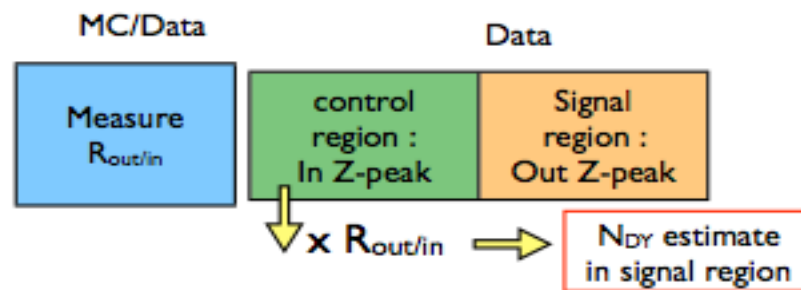 MC/Data
Data
Measure
Rout/in
control
region :
In Z-peak
Signal
region :
Out Z-peak
x Rout/in
NDY estimate
in signal region